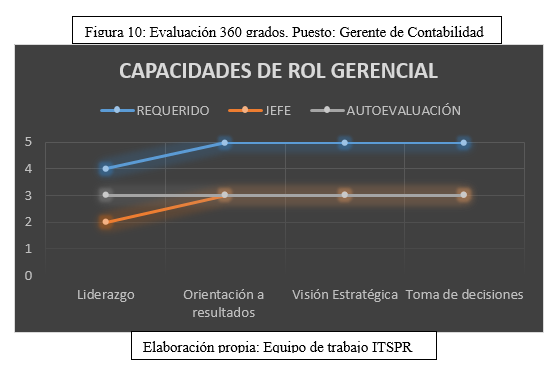 Figura 10: Evaluación 360 grados. Puesto: Gerente de Contabilidad
CAPACIDADES DE ROL GERENCIAL
REQUERIDO JEFE AUTOEVALUACIÓN
5
4
3
2
1
0
Liderazgo Orientación a resultados Visión Estratégica Toma de decisiones
Elaboración propia: Equipo de trabajo ITSPR